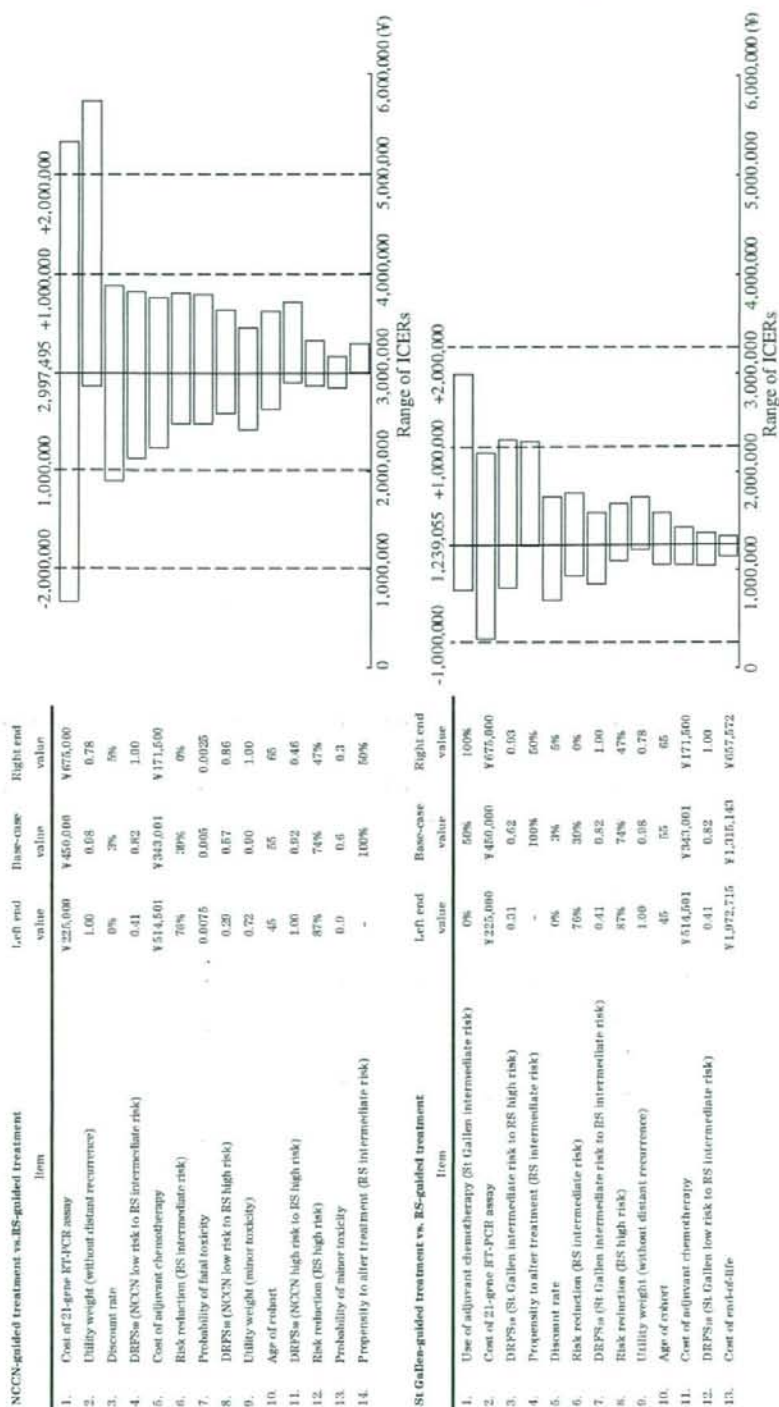 NCCN-guided treatment vs.RS-guided treatment
Item Left end value Base-case value Right end value
1. Cost of 21-gene RT-PCR assay ¥225,000 ¥450,000 ¥675,000
2. Utility weight (without distant recurrence) 1.00 0.98 0.78
3. Discount rate 0% 3% 5%
4. DRFS10 (NCCN low risk to RS intermediate risk) 0.41 0.82 1.00
5. Cost of adjuvant chemotherapy ¥514,501 ¥343,001 ¥171,500
6. Risk reduction (RS intermediate risk) 76% 39% 0%
7. Probability of fatal toxicity 0.0075 0.005 0.0025
8. DRFS10 (NCCN low risk to RS high risk) 0.29 0.57 0.86
9. Utility weight (minor toxicity) 0.72 0.90 1.00
10. Age of cohort 45 55 65
11. DRFS10 (NCCN high risk to RS high risk) 1.00 0.92 0.46
12. Risk reduction (RS high risk) 87% 74% 47%
13. Probability of minor toxicity 0.9 0.6 0.3
14. Propensity to alter treatment (RS intermediate risk) - 100% 50%
-2,000,000 1,000,000 2,997,495 +1,000,000 +2,000,000
0 1,000,000 2,000,000 3,000,000 4,000,000 5,000,000 6,000,000 (¥)
Range of ICERs
St Gallen-guided treatment vs. RS-guided treatment
Item Left end value Base-case value Right end value
1. Use of adjuvant chemotherapy (St Gallen intermediate risk) 0% 50% 100%
2. Cost of 21-gene RT-PCR assay ¥225,000 ¥450,000 ¥675,000
3. DRFS10 (St Gallen intermediate risk to RS high risk) 0.31 0.62 0.93
4. Propensity to alter treatment (RS intermediate risk) - 100% 50%
5. Discount rate 0% 3% 5%
6. Risk reduction (RS intermediate risk) 76% 39% 0%
7. DRFS10 (St Gallen intermediate risk to RS intermediate risk) 0.41 0.82 1.00
8. Risk reduction (RS high risk) 87% 74% 47%
9. Utility weight (without distant recurrence) 1.00 0.98 0.78
10. Age of cohort 45 55 65
11. Cost of adjuvant chemotherapy ¥514,501 ¥343,001 ¥171,500
12. DRFS10 (St Gallen low risk to RS intermediate risk) 0.41 0.82 1.00
13. Cost of end-of-life ¥1,972,715 ¥1,315,143 ¥657,572
-1,000,000 1,239,055 +1,000,000 +2,000,000
0 1,000,000 2,000,000 3,000,000 4,000,000 5,000,000 6,000,000 (¥)
Range of ICERs